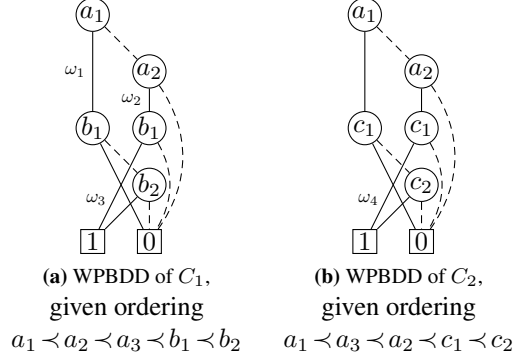 a₁
a₂
ω₁
ω₂
b₁
b₁
b₂
ω₃
1
0
(a) WPBDD of C₁,
given ordering
a₁≺a₂≺a₃≺b₁≺b₂
a₁
a₂
c₁
c₁
c₂
ω₄
1
0
(b) WPBDD of C₂,
given ordering
a₁≺a₃≺a₂≺c₁≺c₂